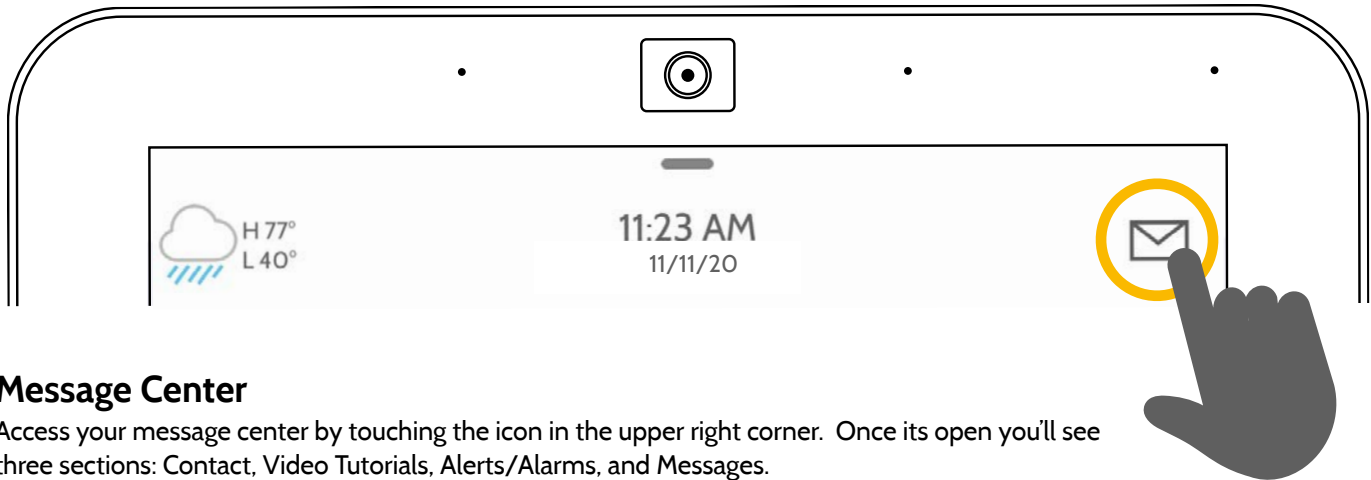 H 77°
L 40°
11:23 AM
11/11/20
Message Center
Access your message center by touching the icon in the upper right corner.  Once its open you'll see
three sections: Contact, Video Tutorials, Alerts/Alarms, and Messages.